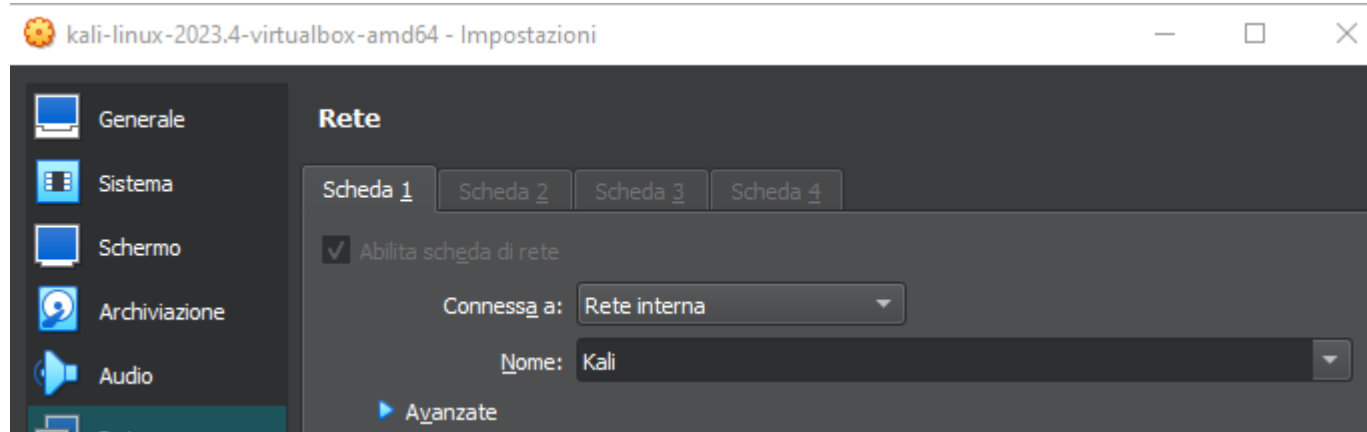 kali-linux-2023.4-virtualbox-amd64 - Impostazioni
Generale
Sistema
Schermo
Archiviazione
Audio
Rete
Scheda 1 Scheda 2 Scheda 3 Scheda 4
Abilita scheda di rete
Connessa a: Rete interna
Nome: Kali
Avanzate